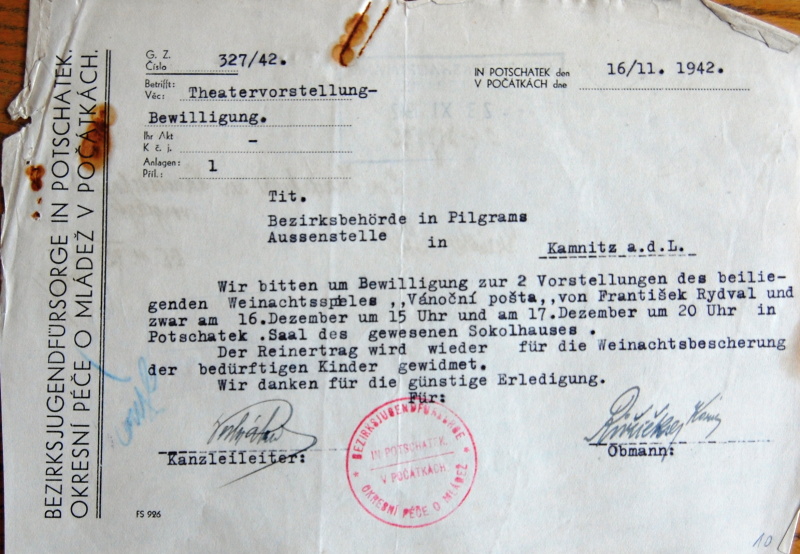 BEZIRKSJUGENDFÜRSORGE IN POTSCHATEK.
OKRESNÍ PÉČE O MLÁDEŽ V POČÁTKÁCH.
G. Z.
Číslo 327/42.
IN POTSCHATEK den
V POČÁTKÁCH dne 16/11. 1942.
Betrifft:
Věc: Theatervorstellung-
Bewilligung.
Ihr Akt
K č. j. -
Anlagen:
Příl.: 1
Tit.
Bezirksbehörde in Pilgrams
Aussenstelle in Kamnitz a.d.L.
Wir bitten um Bewilligung zur 2 Vorstellungen des beilie-
genden Weinachtsspieles ,,Vánoční pošta,,von František Rydval und
zwar am 16.Dezember um 15 Uhr und am 17.Dezember um 20 Uhr in
Potschatek .Saal des gewesenen Sokolhauses .
Der Reinertrag wird wieder für die Weinachtsbescherung
der bedürftigen Kinder gewidmet.
Wir danken für die günstige Erledigung.
Für:
Kanzleileiter:
Obmann:
BEZIRKSJUGENDFÜRSORGE
IN POTSCHATEK.
V POČÁTKÁCH
OKRESNÍ PÉČE O MLÁDEŽ
FS 926
10